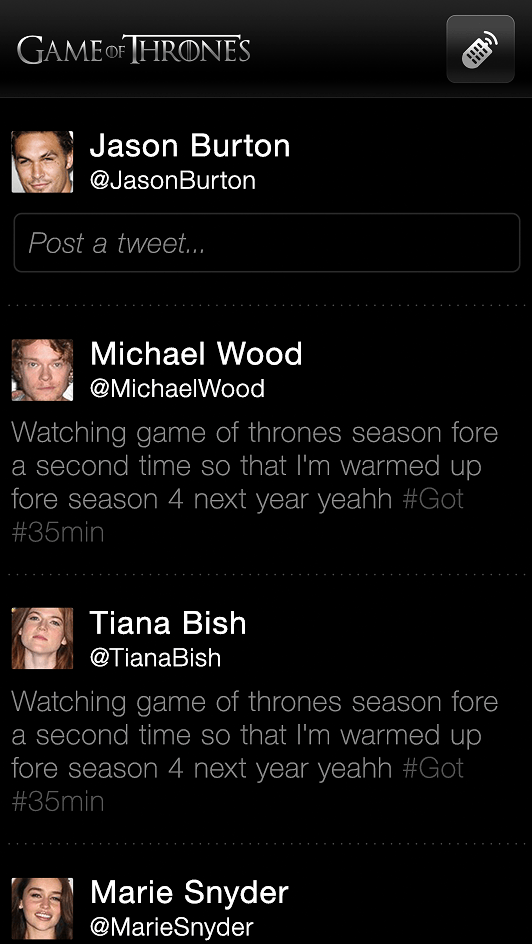 GAME OF THRONES
Jason Burton
@JasonBurton
Post a tweet...
Michael Wood
@MichaelWood
Watching game of thrones season fore
a second time so that I'm warmed up
fore season 4 next year yeahh #Got
#35min
Tiana Bish
@TianaBish
Watching game of thrones season fore
a second time so that I'm warmed up
fore season 4 next year yeahh #Got
#35min
Marie Snyder
@MarieSnyder